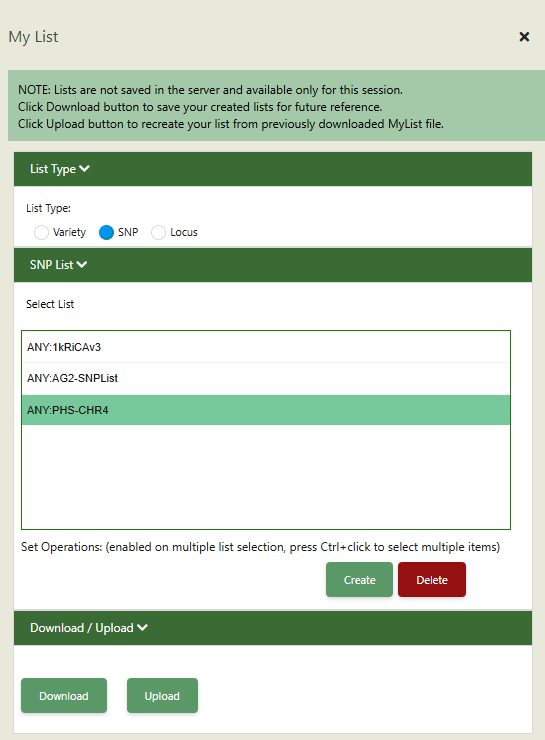 My List
NOTE: Lists are not saved in the server and available only for this session.
Click Download button to save your created lists for future reference.
Click Upload button to recreate your list from previously downloaded MyList file.
List Type
List Type:
Variety SNP Locus
SNP List
Select List
ANY:1kRiCAv3
ANY:AG2-SNPList
ANY:PHS-CHR4
Set Operations: (enabled on multiple list selection, press Ctrl+click to select multiple items)
Create Delete
Download / Upload
Download Upload